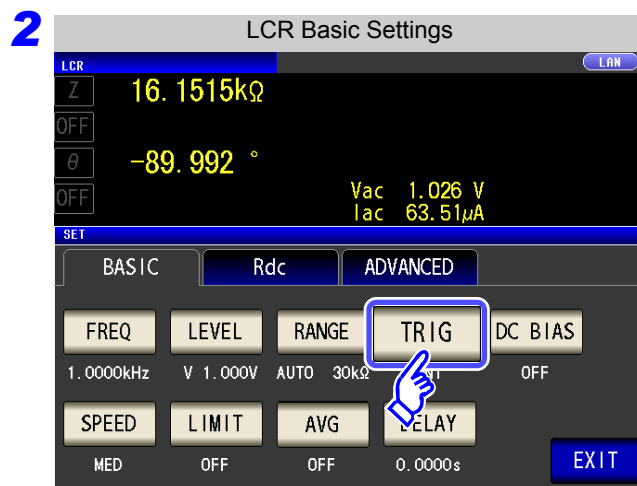 2
LCR Basic Settings
LCR
LAN
Z 16.1515kΩ
OFF
θ -89.992 °
OFF
Vac 1.026 V
Iac 63.51μA
SET
BASIC Rdc ADVANCED
FREQ LEVEL RANGE TRIG DC BIAS
1.0000kHz V 1.000V AUTO 30kΩ OFF
SPEED LIMIT AVG DELAY
MED OFF OFF 0.0000s
EXIT